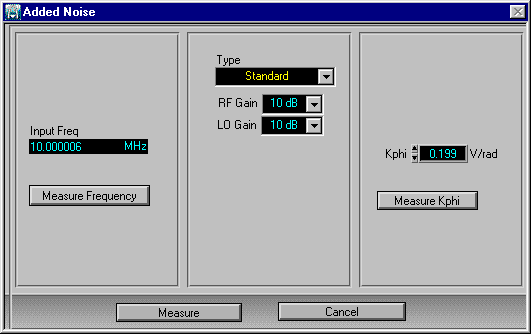 Added Noise
Input Freq
10.000006 MHz
Measure Frequency
Type
Standard
RF Gain 10 dB
LO Gain 10 dB
Kphi 0.199 V/rad
Measure Kphi
Measure
Cancel